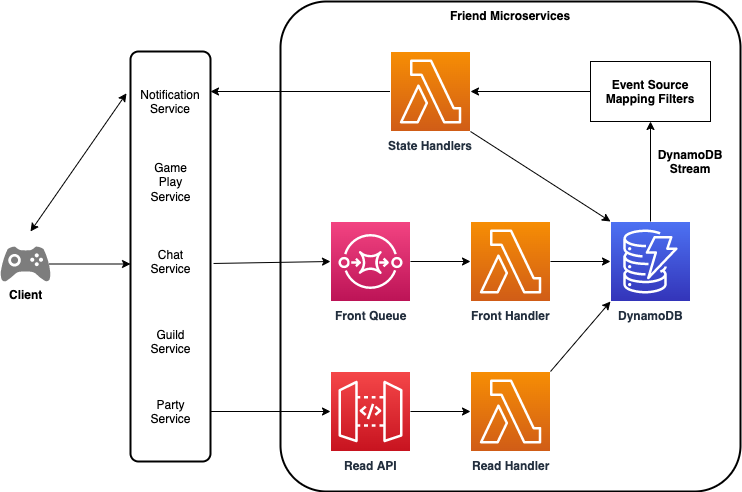 Friend Microservices
Notification
Service
Game
Play
Service
Chat
Service
Guild
Service
Party
Service
Client
State Handlers
Event Source
Mapping Filters
DynamoDB
Stream
Front Queue
Front Handler
DynamoDB
Read API
Read Handler